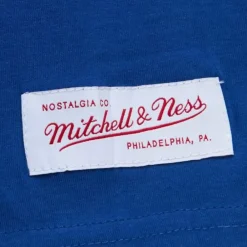 NOSTALGIA CO.
Mitchell & Ness
PHILADELPHIA, PA.